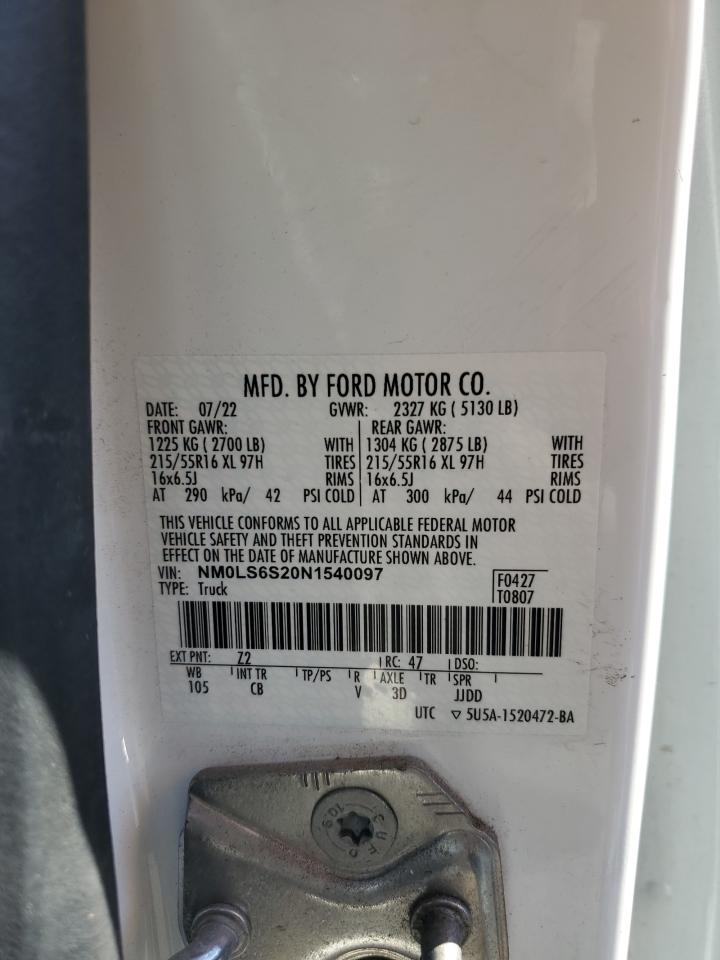 MFD. BY FORD MOTOR CO.
DATE: 07/22 GVWR: 2327 KG ( 5130 LB)
FRONT GAWR: REAR GAWR:
1225 KG ( 2700 LB) WITH 1304 KG ( 2875 LB) WITH
215/55R16 XL 97H TIRES 215/55R16 XL 97H TIRES
16x6.5J RIMS 16x6.5J RIMS
AT 290 kPa/ 42 PSI COLD AT 300 kPa/ 44 PSI COLD
THIS VEHICLE CONFORMS TO ALL APPLICABLE FEDERAL MOTOR
VEHICLE SAFETY AND THEFT PREVENTION STANDARDS IN
EFFECT ON THE DATE OF MANUFACTURE SHOWN ABOVE.
VIN: NM0LS6S20N1540097 F0427
TYPE: Truck T0807
EXT PNT: Z2 RC: 47 DSO:
WB INT TR TP/PS R AXLE TR SPR
105 CB V 3D JJDD
UTC ▽ 5U5A-1520472-BA
10.9